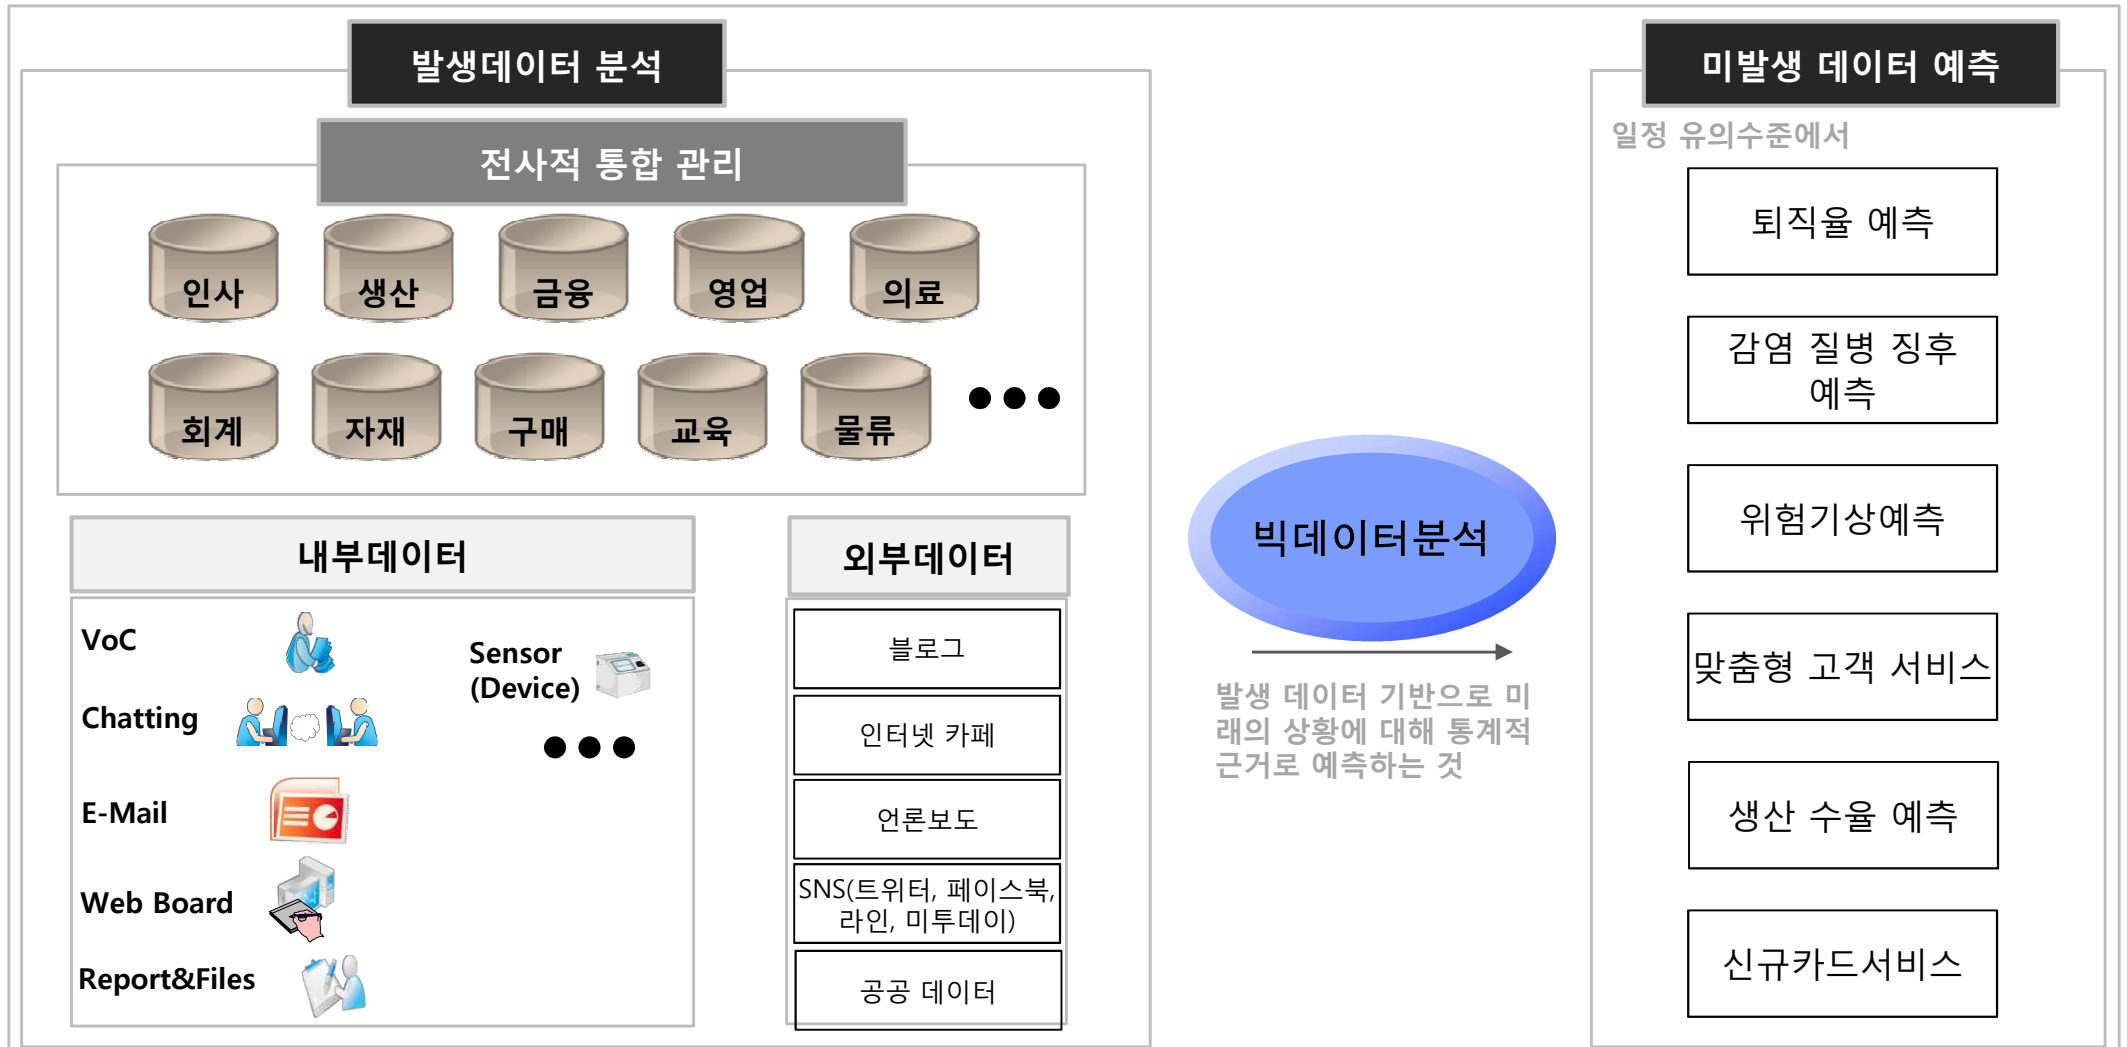 발생데이터 분석
전사적 통합 관리
인사
생산
금융
영업
의료
회계
자재
구매
교육
물류
내부데이터
VoC
Chatting
E-Mail
Web Board
Report&Files
Sensor
(Device)
외부데이터
블로그
인터넷 카페
언론보도
SNS(트위터, 페이스북,
라인, 미투데이)
공공 데이터
빅데이터분석
발생 데이터 기반으로 미
래의 상황에 대해 통계적
근거로 예측하는 것
미발생 데이터 예측
일정 유의수준에서
퇴직율 예측
감염 질병 징후
예측
위험기상예측
맞춤형 고객 서비스
생산 수율 예측
신규카드서비스